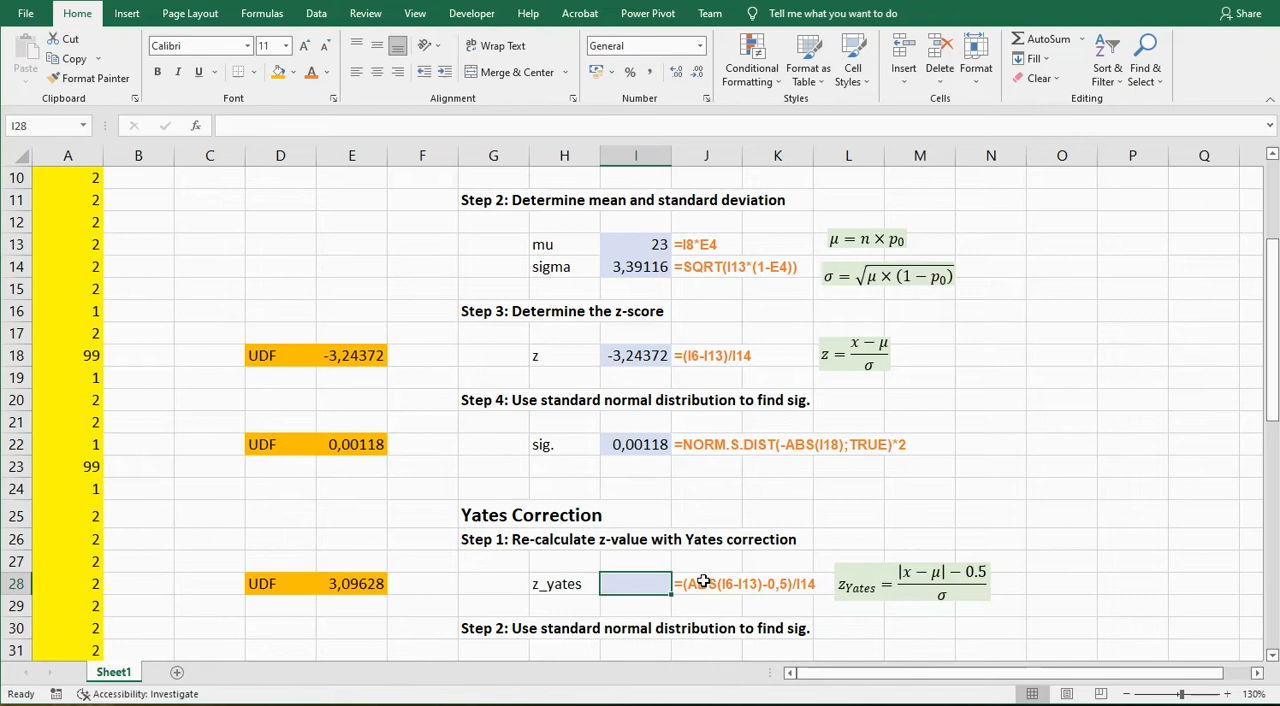 File Home Insert Page Layout Formulas Data Review View Developer Help Acrobat Power Pivot Team Tell me what you want to do Share
Cut
Copy
Format Painter
Paste
Calibri 11
B I U
A A
Wrap Text
Merge & Center
General
%
Conditional Formatting
Format as Table
Cell Styles
Insert Delete Format
AutoSum
Fill
Clear
Sort & Filter
Find & Select
Clipboard Font Alignment Number Styles Cells Editing
I28 fx
A B C D E F G H I J K L M N O P Q
10 2
11 2 Step 2: Determine mean and standard deviation
12 2
13 2 mu 23 =I8*E4 μ = n × p₀
14 2 sigma 3,39116 =SQRT(I13*(1-E4)) σ = √μ × (1 − p₀)
15 2
16 1 Step 3: Determine the z-score
17 2
18 99 UDF -3,24372 z -3,24372 =(I6-I13)/I14 z = x − μ / σ
19 1
20 2 Step 4: Use standard normal distribution to find sig.
21 2
22 1 UDF 0,00118 sig. 0,00118 =NORM.S.DIST(-ABS(I18);TRUE)*2
23 99
24 1
25 2 Yates Correction
26 2 Step 1: Re-calculate z-value with Yates correction
27 2
28 2 UDF 3,09628 z_yates =(ABS(I6-I13)-0,5)/I14 z_Yates = |x − μ| − 0.5 / σ
29 2
30 2 Step 2: Use standard normal distribution to find sig.
31 2
Sheet1
Ready Accessibility: Investigate 130%